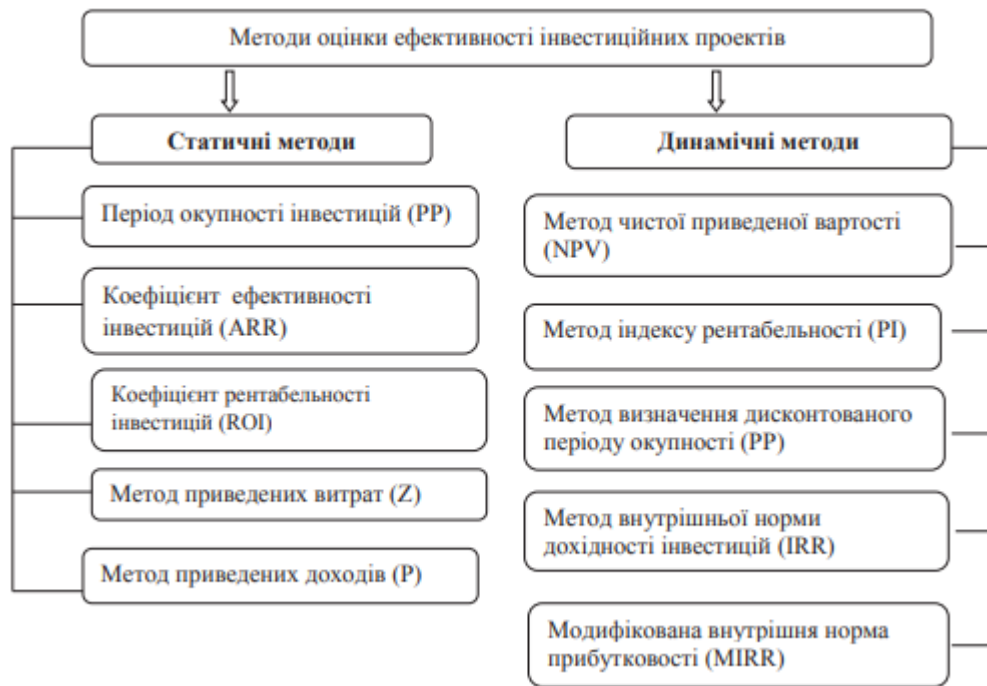 Методи оцінки ефективності інвестиційних проектів
Статичні методи
Період окупності інвестицій (PP)
Коефіцієнт ефективності
інвестицій (ARR)
Коефіцієнт рентабельності
інвестицій (ROI)
Метод приведених витрат (Z)
Метод приведених доходів (P)
Динамічні методи
Метод чистої приведеної вартості
(NPV)
Метод індексу рентабельності (PI)
Метод визначення дисконтованого
періоду окупності (PP)
Метод внутрішньої норми
дохідності інвестицій (IRR)
Модифікована внутрішня норма
прибутковості (MIRR)